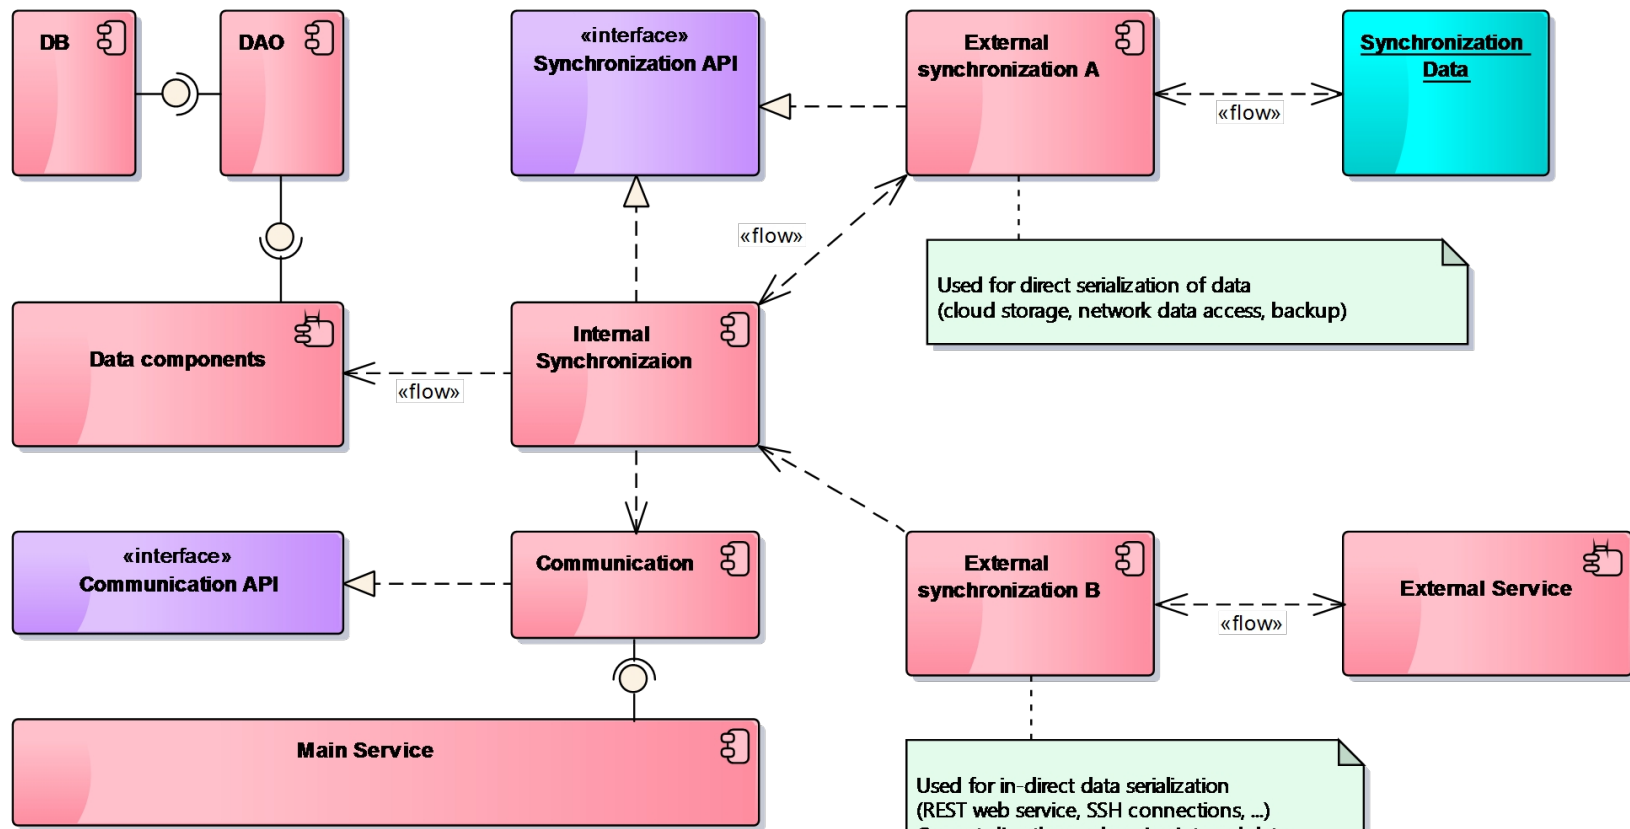 DB
DAO
«interface»
Synchronization API
External
synchronization A
Synchronization
Data
«flow»
«flow»
Used for direct serialization of data
(cloud storage, network data access, backup)
Internal
Synchronizaion
Data components
«flow»
«interface»
Communication API
Communication
External
synchronization B
External Service
«flow»
Main Service
Used for in-direct data serialization
(REST web service, SSH connections, ...)